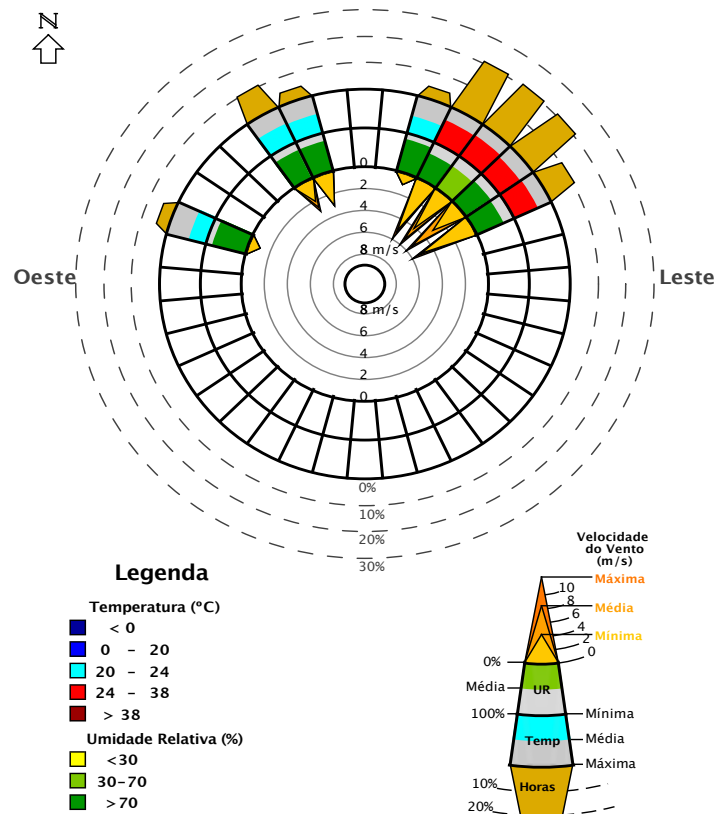 N
0
2
4
6
8 m/s
Oeste
Leste
8 m/s
6
4
2
0
0%
10%
20%
30%
Legenda
Temperatura (ºC)
< 0
0 - 20
20 - 24
24 - 38
> 38
Umidade Relativa (%)
<30
30-70
>70
Velocidade
do Vento
(m/s)
Máxima
10
8
Média
6
4
Mínima
2
0
0%
Média
UR
100%
Mínima
Temp
Média
Máxima
10%
Horas
20%